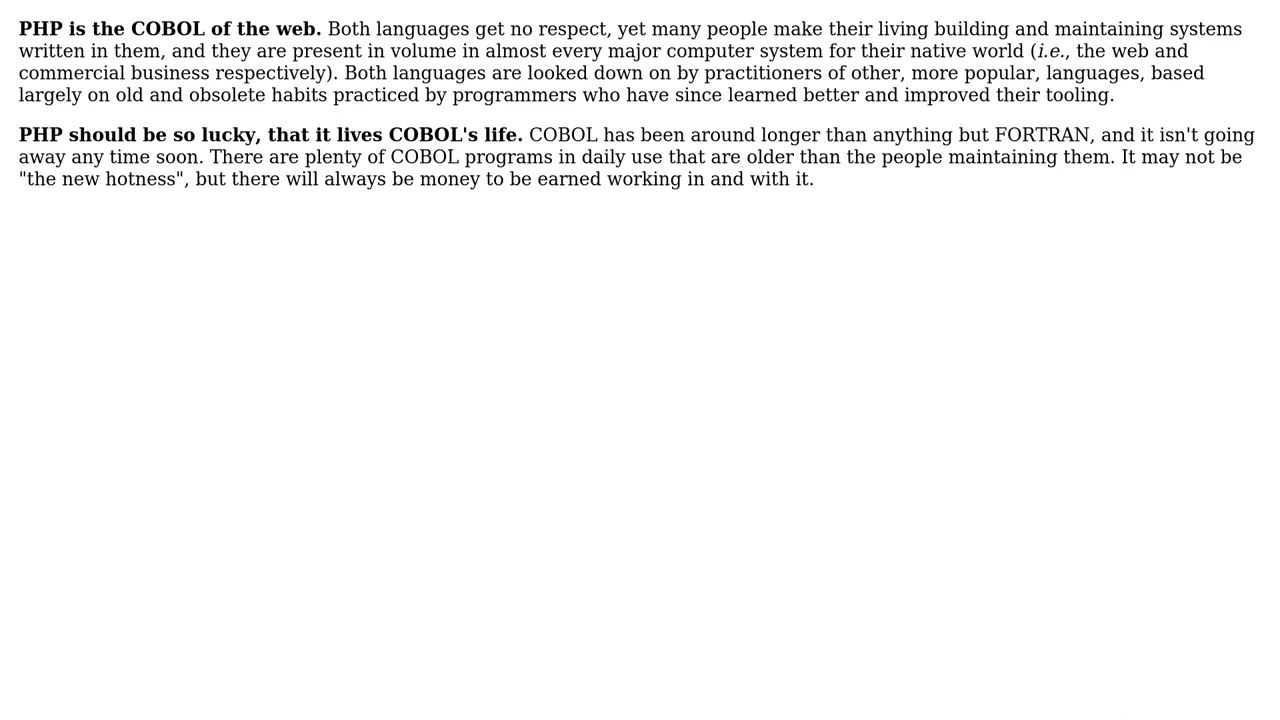 PHP is the COBOL of the web. Both languages get no respect, yet many people make their living building and maintaining systems
written in them, and they are present in volume in almost every major computer system for their native world (i.e., the web and
commercial business respectively). Both languages are looked down on by practitioners of other, more popular, languages, based
largely on old and obsolete habits practiced by programmers who have since learned better and improved their tooling.
PHP should be so lucky, that it lives COBOL's life. COBOL has been around longer than anything but FORTRAN, and it isn't going
away any time soon. There are plenty of COBOL programs in daily use that are older than the people maintaining them. It may not be
"the new hotness", but there will always be money to be earned working in and with it.